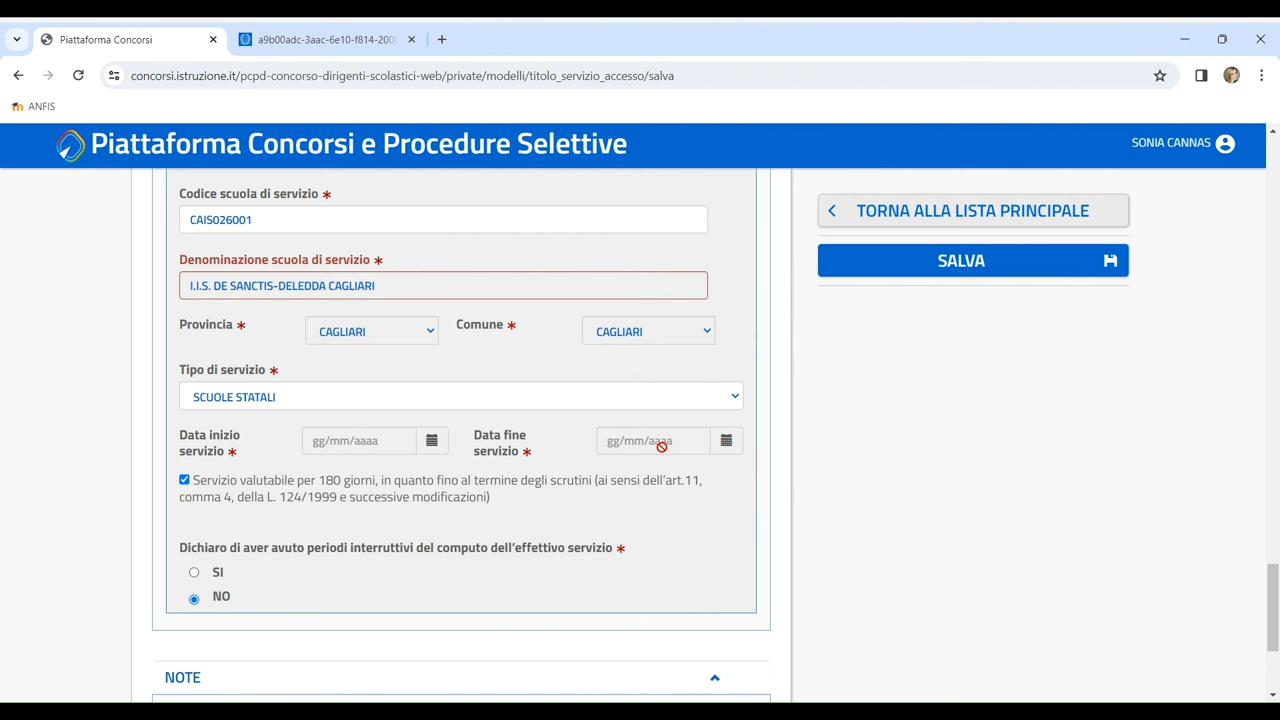 Piattaforma Concorsi
a9b00adc-3aac-6e10-f814-200
concorsi.istruzione.it/pcpd-concorso-dirigenti-scolastici-web/private/modelli/titolo_servizio_accesso/salva
ANFIS
Piattaforma Concorsi e Procedure Selettive
SONIA CANNAS
Codice scuola di servizio *
CAIS026001
TORNA ALLA LISTA PRINCIPALE
SALVA
Denominazione scuola di servizio *
I.I.S. DE SANCTIS-DELEDDA CAGLIARI
Provincia * CAGLIARI Comune * CAGLIARI
Tipo di servizio *
SCUOLE STATALI
Data inizio servizio * gg/mm/aaaa Data fine servizio * gg/mm/aaaa
Servizio valutabile per 180 giorni, in quanto fino al termine degli scrutini (ai sensi dell'art.11,
comma 4, della L. 124/1999 e successive modificazioni)
Dichiaro di aver avuto periodi interruttivi del computo dell'effettivo servizio *
SI
NO
NOTE